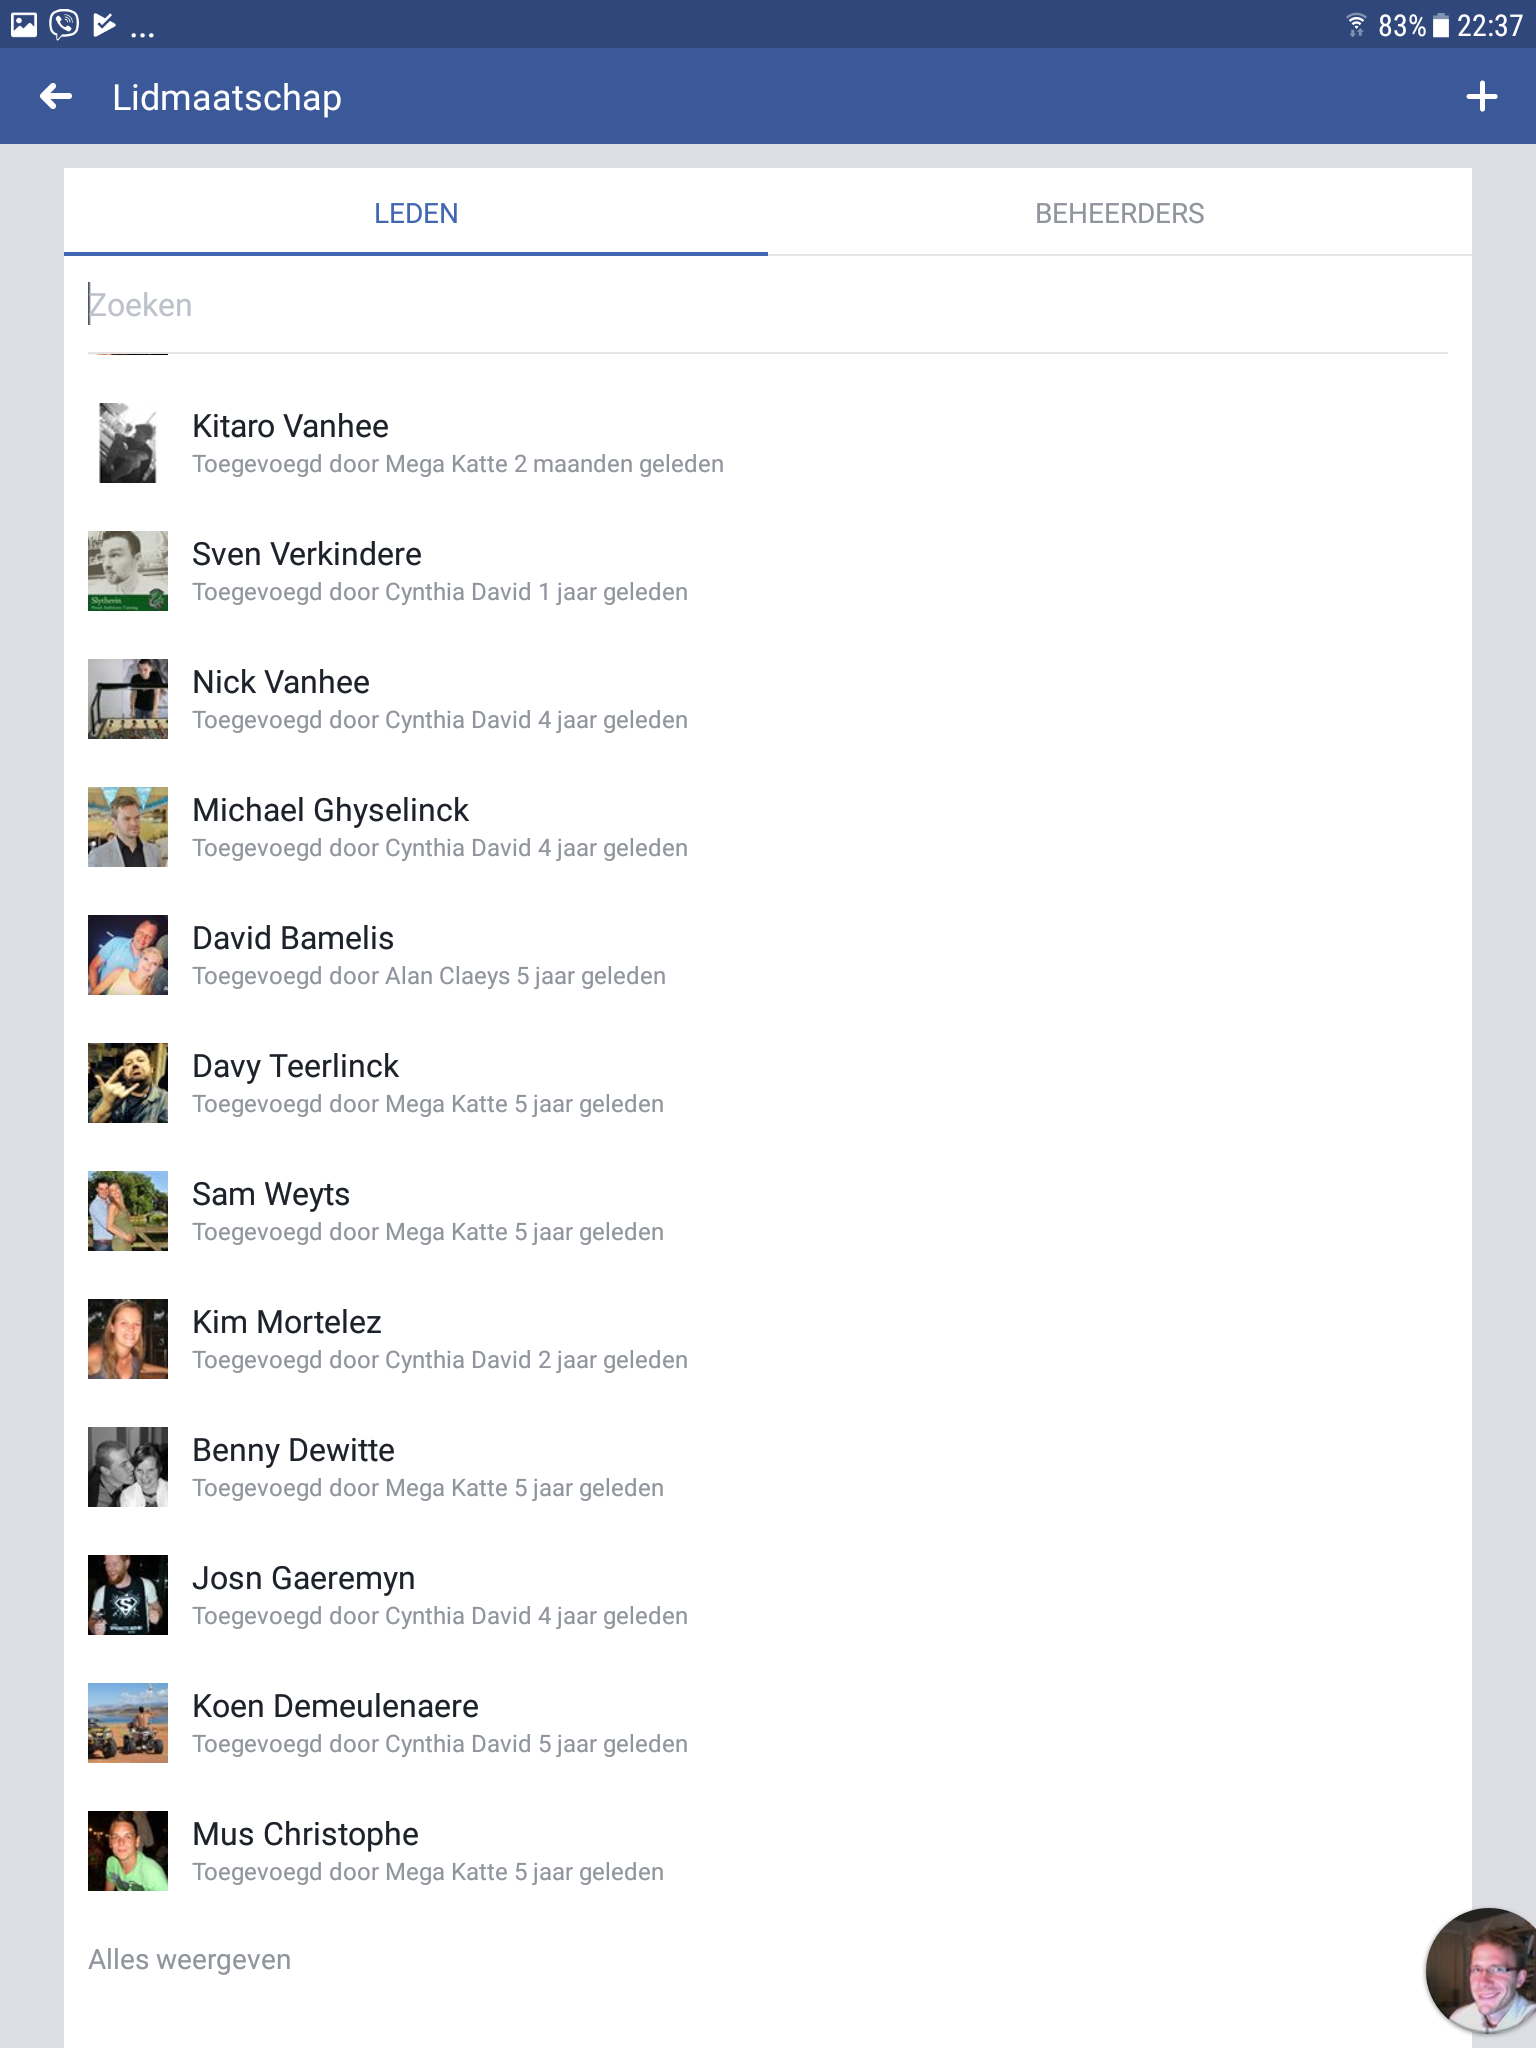 ... 83% 22:37
Lidmaatschap
LEDEN BEHEERDERS
Zoeken
Kitaro Vanhee
Toegevoegd door Mega Katte 2 maanden geleden
Sven Verkindere
Toegevoegd door Cynthia David 1 jaar geleden
Slytherin
Nick Vanhee
Toegevoegd door Cynthia David 4 jaar geleden
Michael Ghyselinck
Toegevoegd door Cynthia David 4 jaar geleden
David Bamelis
Toegevoegd door Alan Claeys 5 jaar geleden
Davy Teerlinck
Toegevoegd door Mega Katte 5 jaar geleden
Sam Weyts
Toegevoegd door Mega Katte 5 jaar geleden
Kim Mortelez
Toegevoegd door Cynthia David 2 jaar geleden
Benny Dewitte
Toegevoegd door Mega Katte 5 jaar geleden
Josn Gaeremyn
Toegevoegd door Cynthia David 4 jaar geleden
Koen Demeulenaere
Toegevoegd door Cynthia David 5 jaar geleden
Mus Christophe
Toegevoegd door Mega Katte 5 jaar geleden
Alles weergeven